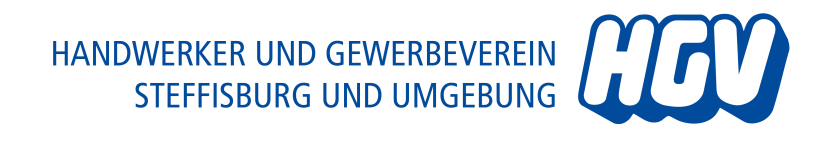 HANDWERKER UND GEWERBEVEREIN
STEFFISBURG UND UMGEBUNG
HGV